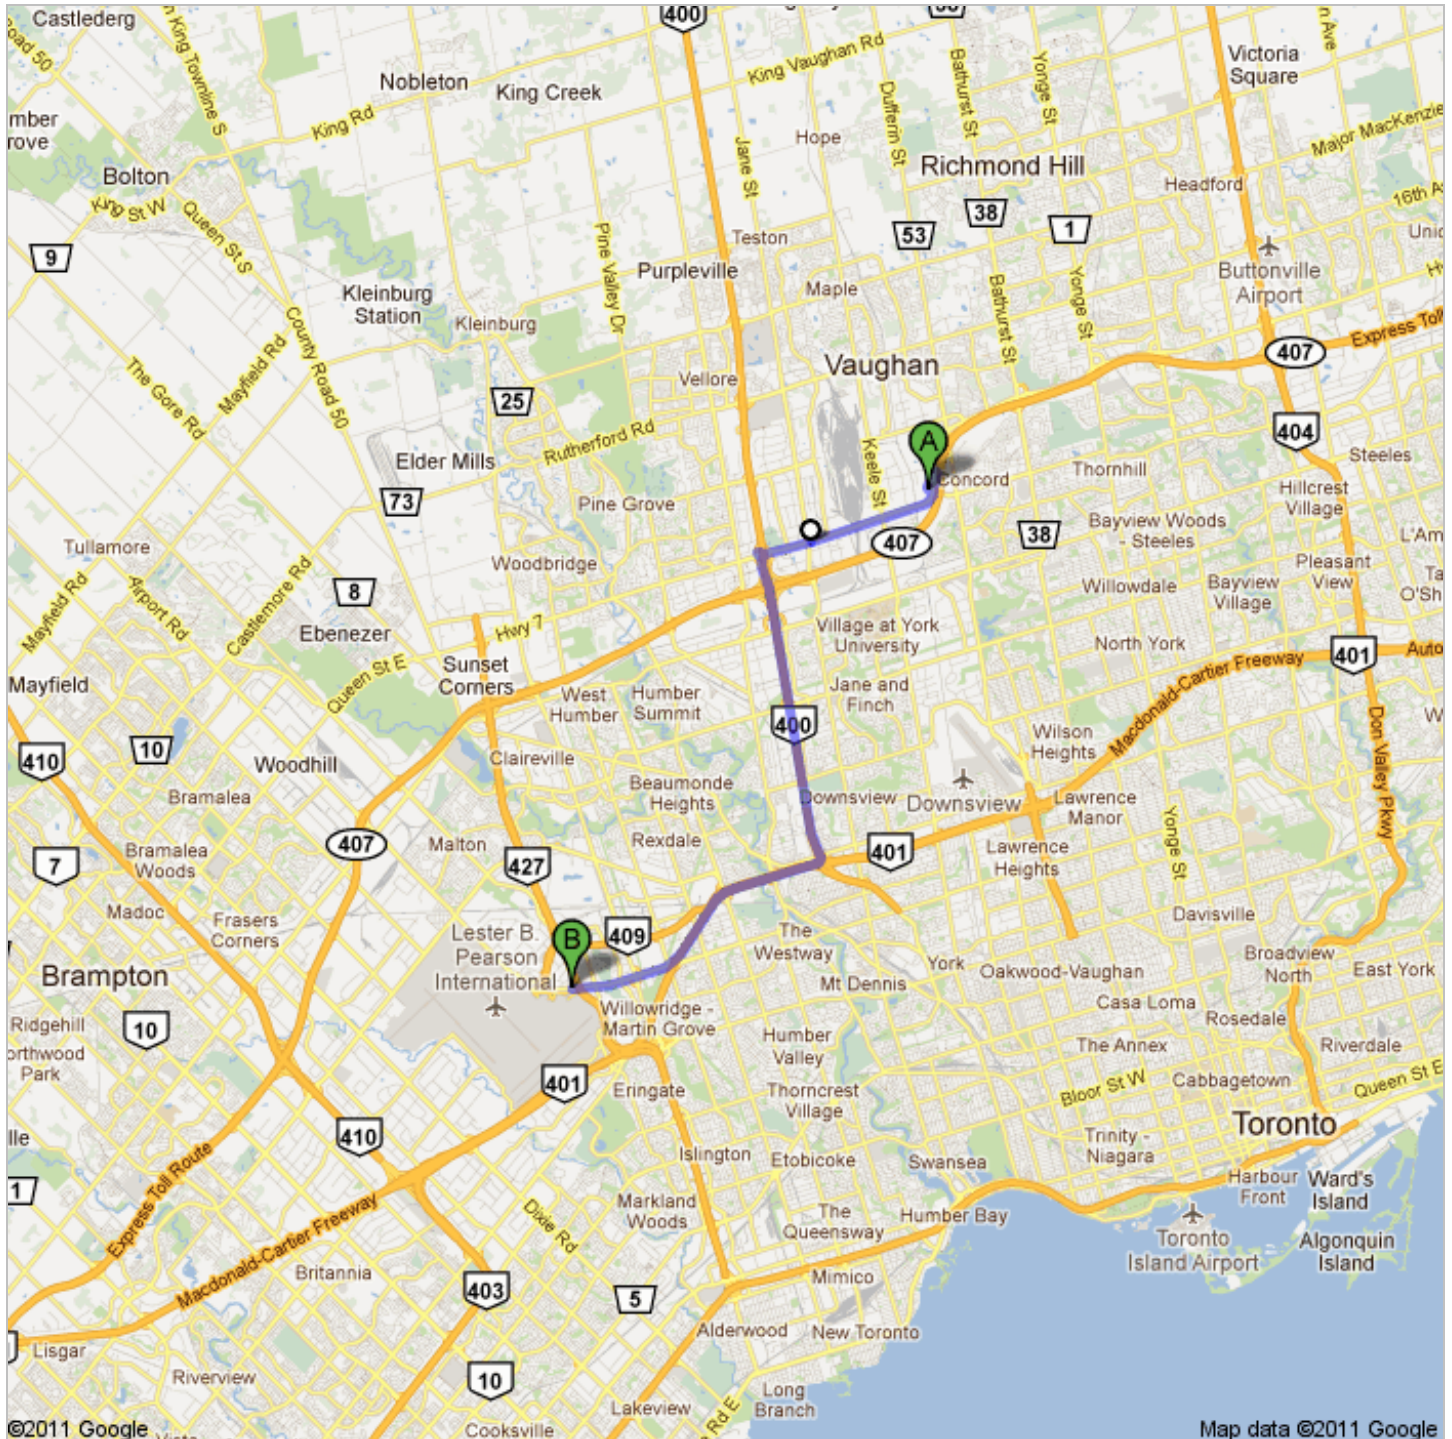 Castlederg
400
Victoria
Square
King Townline S
King Vaughan Rd
Nobleton
King Creek
Bathurst St
Yonge St
Dufferin St
King Rd
Hope
Major MacKenzie
Jane St
Bolton
Richmond Hill
Headford
King St W
Queen St S
38
16th A
53
1
Pine Valley Dr
Teston
9
Purpleville
Buttonville
Airport
Kleinburg
Station
Maple
Bathurst St
Yonge St
Kleinburg
County Road 50
Express Toll
407
Mayfield Rd
The Gore Rd
Vaughan
Vellore
25
404
Rutherford Rd
A
Keele St
Elder Mills
Steeles
Thornhill
Concord
73
Pine Grove
Hillcrest
Village
Bayview Woods
- Steeles
38
407
Tullamore
Woodbridge
Pleasant
View
Mayfield Rd
Airport Rd
Castlemore Rd
8
Willowdale
Bayview
Village
O'Sh
Ebenezer
Hwy 7
Village at York
University
North York
401
Auto
Macdonald-Cartier Freeway
Queen St E
Sunset
Corners
Mayfield
West
Humber
Humber
Summit
Jane and
Finch
400
Don Valley Pkwy
410
10
Woodhill
Claireville
Wilson
Heights
Beaumonde
Heights
Bramalea
Downsview
Downsview
Lawrence
Manor
Yonge St
407
Malton
Rexdale
401
Lawrence
Heights
7
Bramalea
Woods
427
Madoc
Frasers
Corners
Davisville
Lester B.
Pearson
International
B
409
The
Westway
Broadview
North
York
Oakwood-Vaughan
East York
Brampton
Mt Dennis
Casa Loma
Rosedale
Ridgehill
10
Willowridge -
Martin Grove
Humber
Valley
The Annex
Riverdale
orthwood
Park
401
Eringate
Thorncrest
Village
Bloor St W
Cabbagetown
Queen St E
Toronto
410
lle
Trinity -
Niagara
Islington
Etobicoke
Swansea
Harbour
Front
Ward's
Island
1
Express Toll Route
Macdonald-Cartier Freeway
Dixie Rd
Markland
Woods
The
Queensway
Humber Bay
Toronto
Island Airport
Algonquin
Island
Britannia
403
5
Mimico
Alderwood
New Toronto
Lisgar
Riverview
10
Long
Branch
Lakeview
Rd E
Cooksville
©2011 Google
Map data ©2011 Google